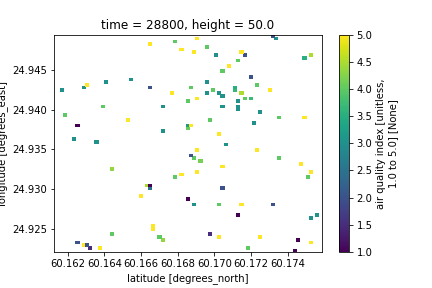 time = 28800, height = 50.0
24.945
24.940
24.935
24.930
24.925
longitude [degrees_east]
60.162 60.164 60.166 60.168 60.170 60.172 60.174
latitude [degrees_north]
5.0
4.5
4.0
3.5
3.0
2.5
2.0
1.5
1.0
air quality index [unitless,
1.0 to 5.0] [None]